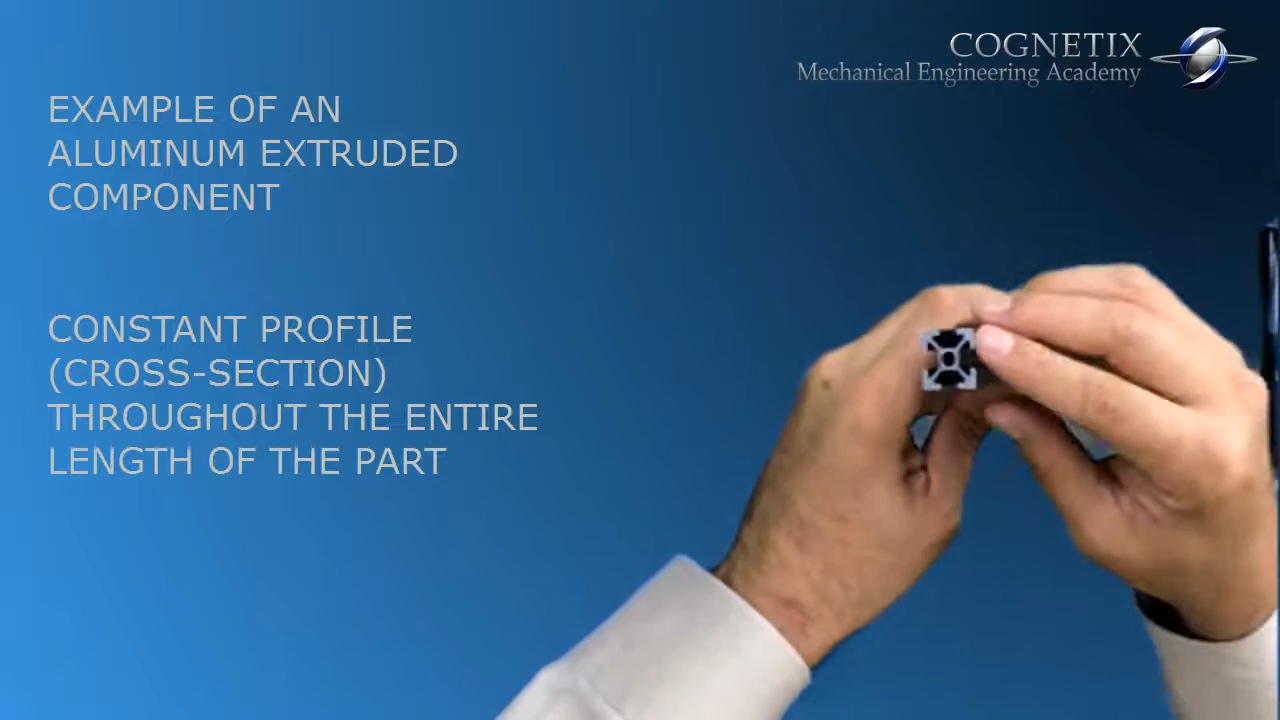 COGNETIX
Mechanical Engineering Academy
EXAMPLE OF AN
ALUMINUM EXTRUDED
COMPONENT
CONSTANT PROFILE
(CROSS-SECTION)
THROUGHOUT THE ENTIRE
LENGTH OF THE PART